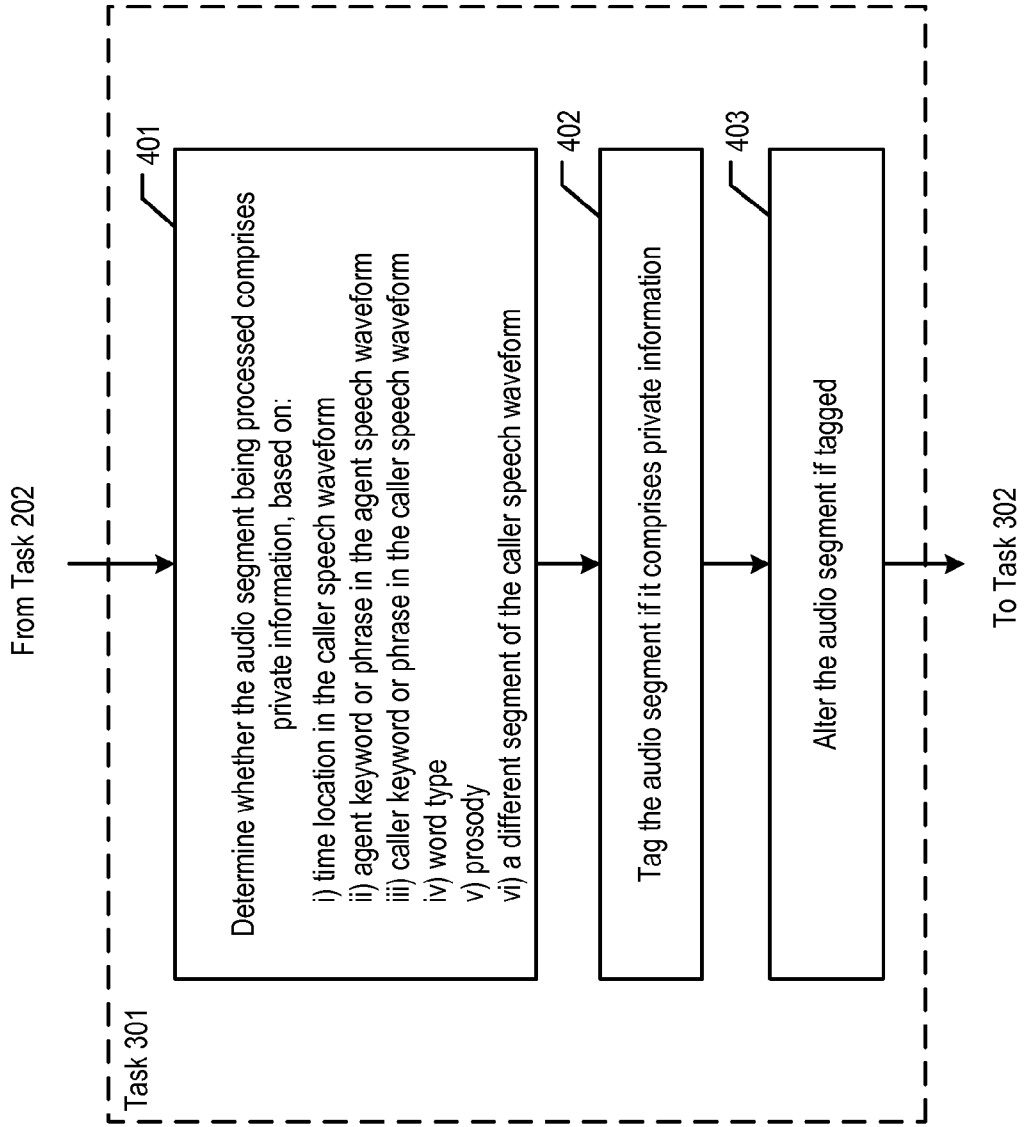 From Task 202
Task 301
401
Determine whether the audio segment being processed comprises
private information, based on:
i) time location in the caller speech waveform
ii) agent keyword or phrase in the agent speech waveform
iii) caller keyword or phrase in the caller speech waveform
iv) word type
v) prosody
vi) a different segment of the caller speech waveform
402
Tag the audio segment if it comprises private information
403
Alter the audio segment if tagged
To Task 302